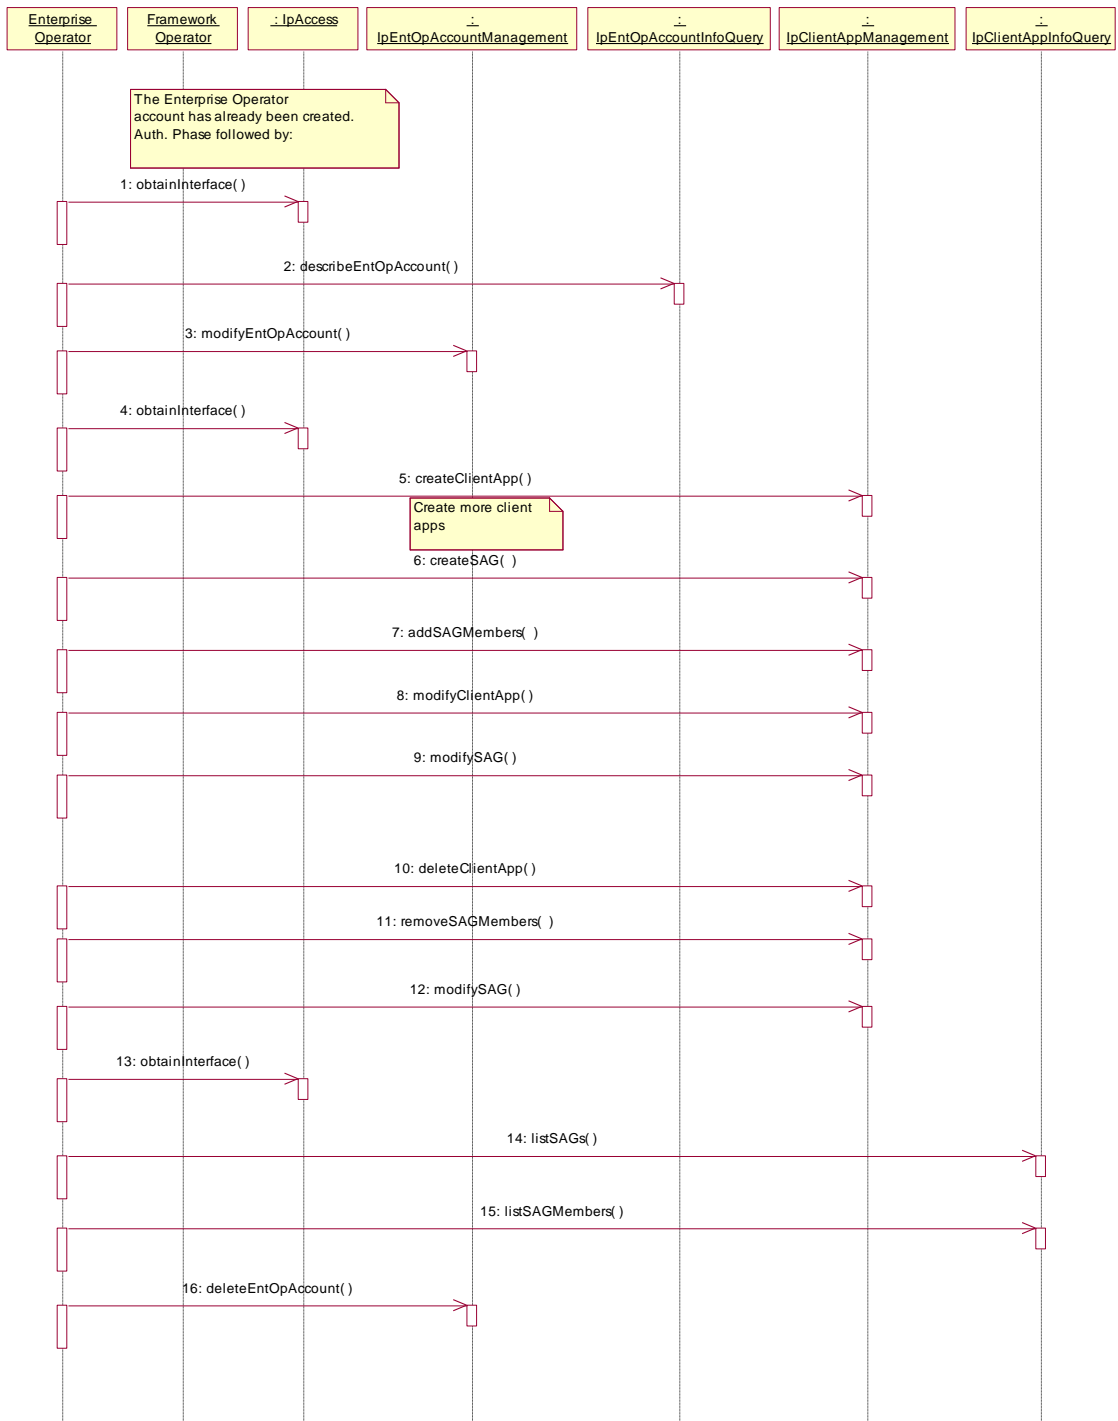 Enterprise
Operator
Framework
Operator
: IpAccess
:
IpEntOpAccountManagement
:
IpEntOpAccountInfoQuery
:
IpClientAppManagement
:
IpClientAppInfoQuery
The Enterprise Operator
account has already been created.
Auth. Phase followed by:
1: obtainInterface( )
2: describeEntOpAccount( )
3: modifyEntOpAccount( )
4: obtainInterface( )
5: createClientApp( )
Create more client
apps
6: createSAG(  )
7: addSAGMembers(  )
8: modifyClientApp( )
9: modifySAG( )
10: deleteClientApp( )
11: removeSAGMembers(  )
12: modifySAG( )
13: obtainInterface( )
14: listSAGs( )
15: listSAGMembers( )
16: deleteEntOpAccount( )